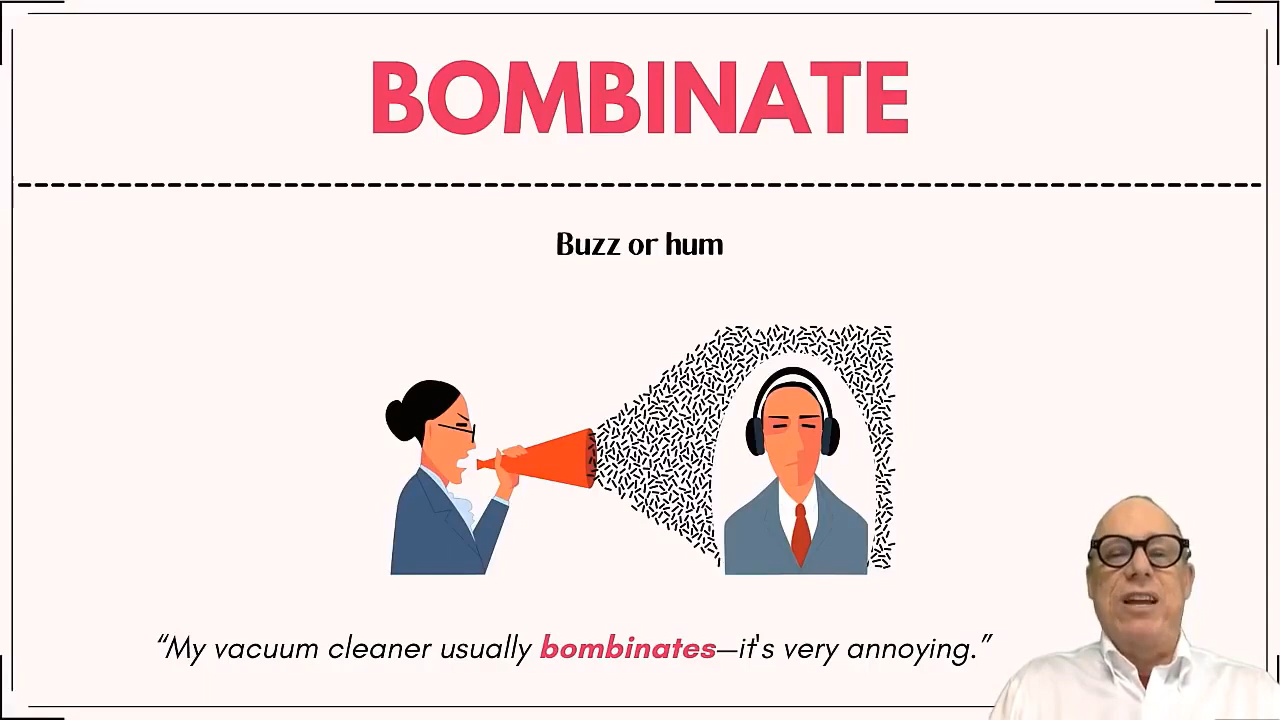 BOMBINATE
Buzz or hum
“My vacuum cleaner usually bombinates—it's very annoying.”